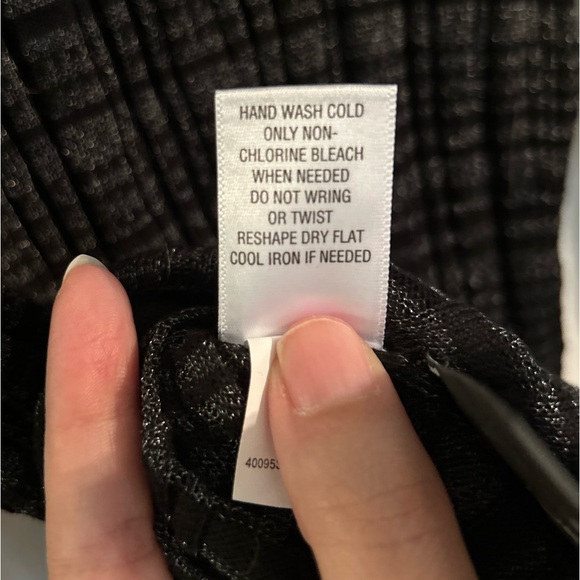 HAND WASH COLD
ONLY NON-
CHLORINE BLEACH
WHEN NEEDED
DO NOT WRING
OR TWIST
RESHAPE DRY FLAT
COOL IRON IF NEEDED